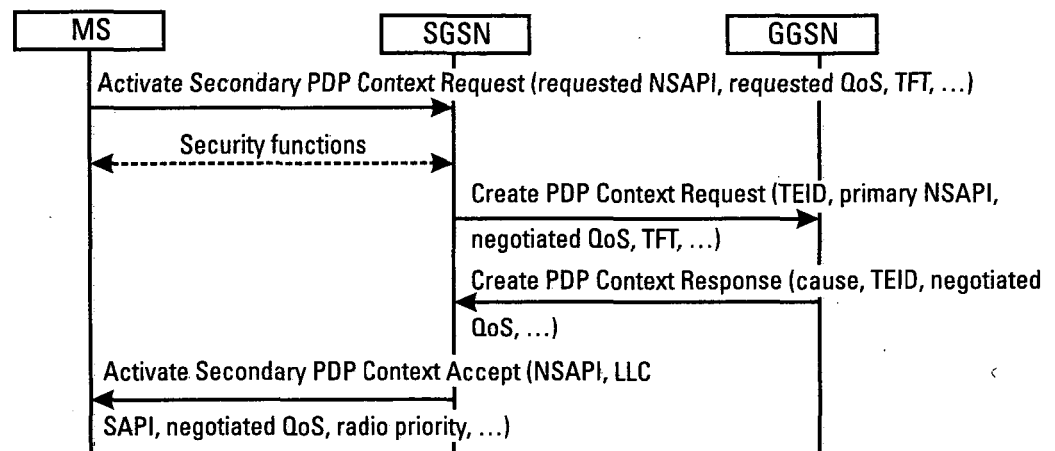 MS
SGSN
GGSN
Activate Secondary PDP Context Request (requested NSAPI, requested QoS, TFT, ...)
Security functions
Create PDP Context Request (TEID, primary NSAPI,
negotiated QoS, TFT, ...)
Create PDP Context Response (cause, TEID, negotiated
QoS, ...)
Activate Secondary PDP Context Accept (NSAPI, LLC
SAPI, negotiated QoS, radio priority, ...)